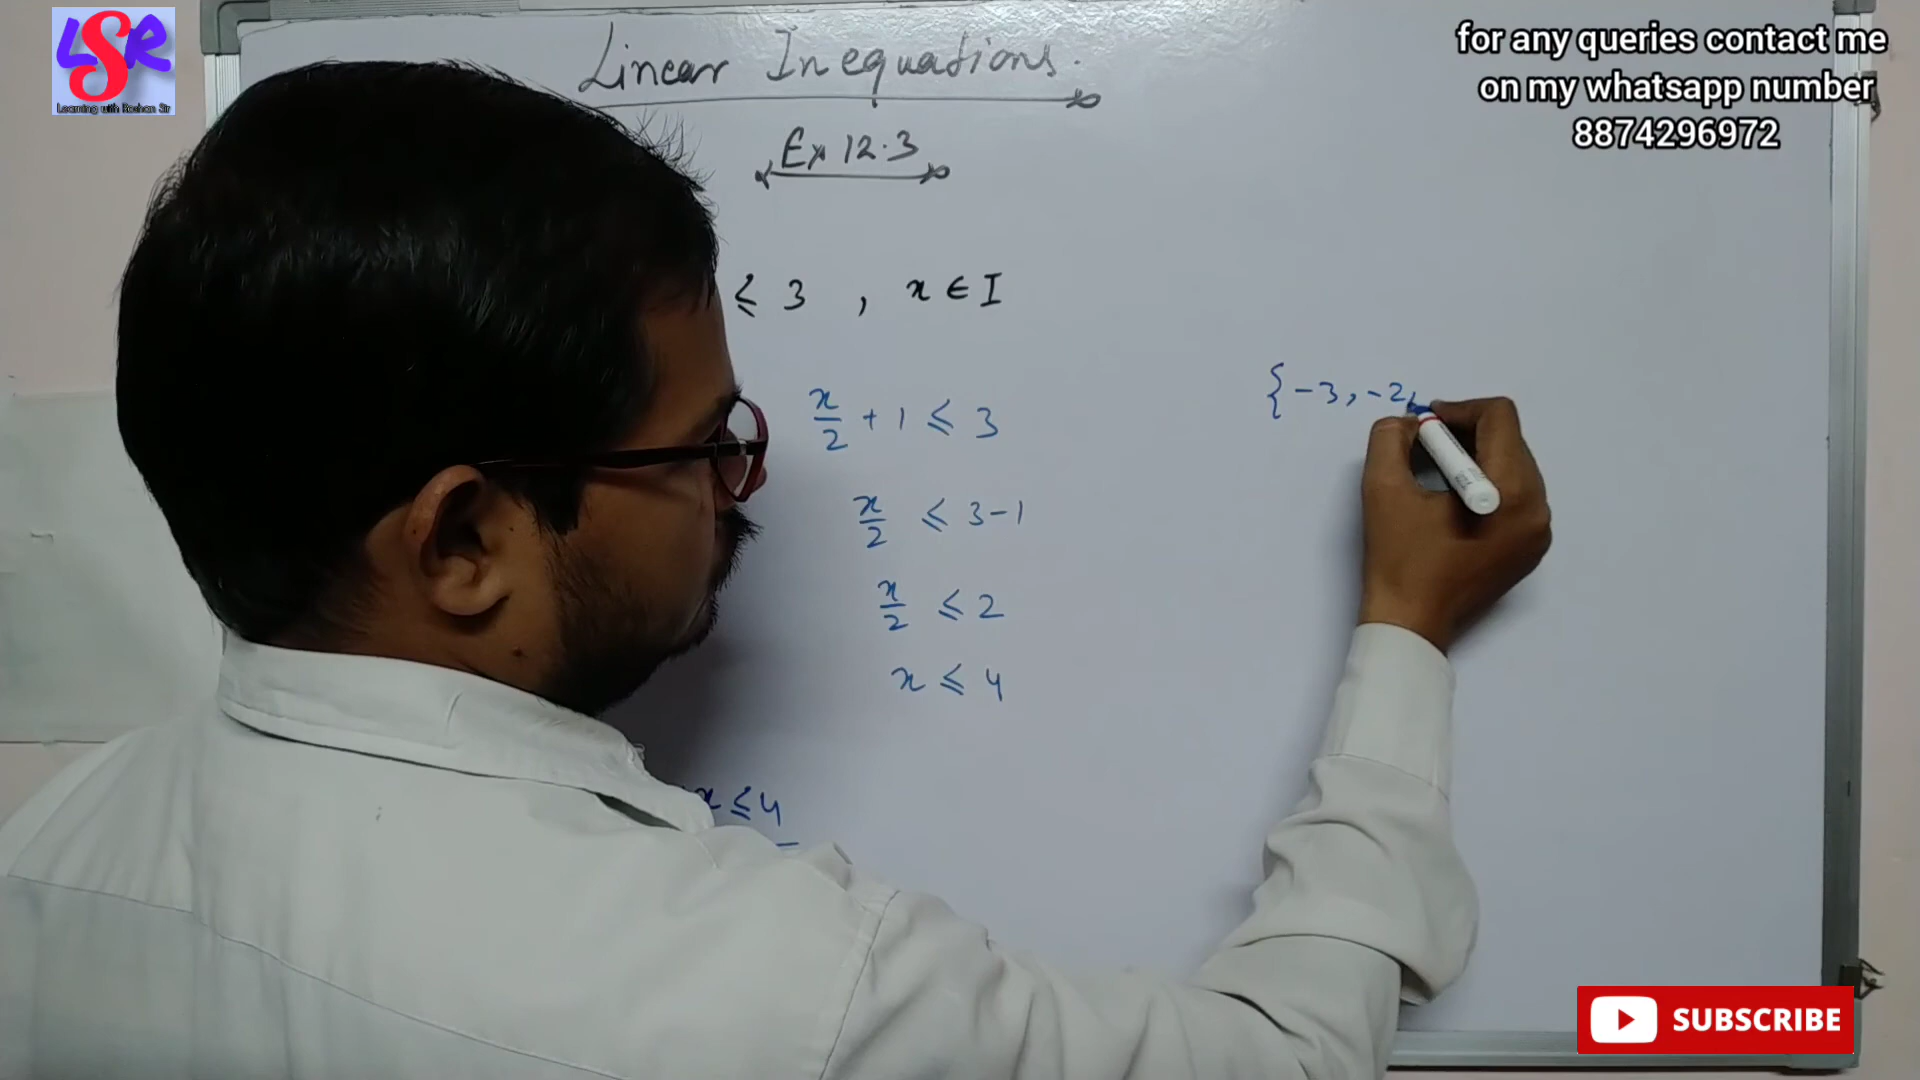 LSR
Learning with Roshan Sir
for any queries contact me
on my whatsapp number
8874296972
Linear Inequations.
Ex 12.3
≤ 3 , x ∈ I
x/2 + 1 ≤ 3
x/2 ≤ 3-1
x/2 ≤ 2
x ≤ 4
x ≤ 4
{-3, -2,
SUBSCRIBE